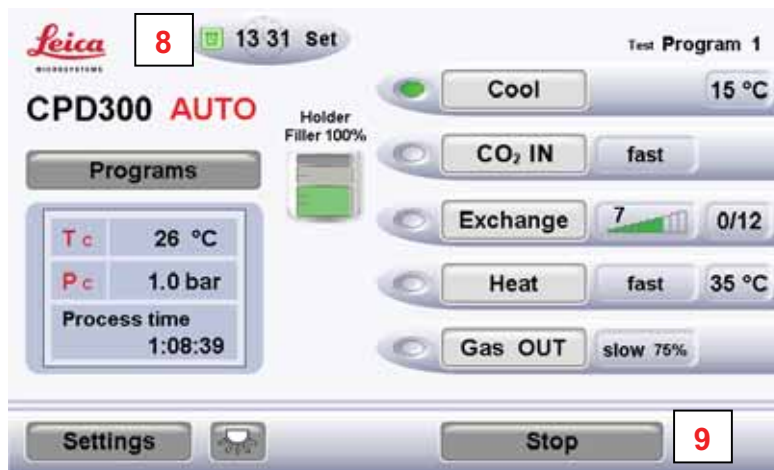 Leica
MICROSYSTEMS
8
13 31 Set
Test Program 1
CPD300 AUTO
Holder
Filler 100%
Programs
Tc 26 °C
Pc 1.0 bar
Process time
1:08:39
Cool 15 °C
CO₂ IN fast
Exchange 7 0/12
Heat fast 35 °C
Gas OUT slow 75%
Settings
Stop
9